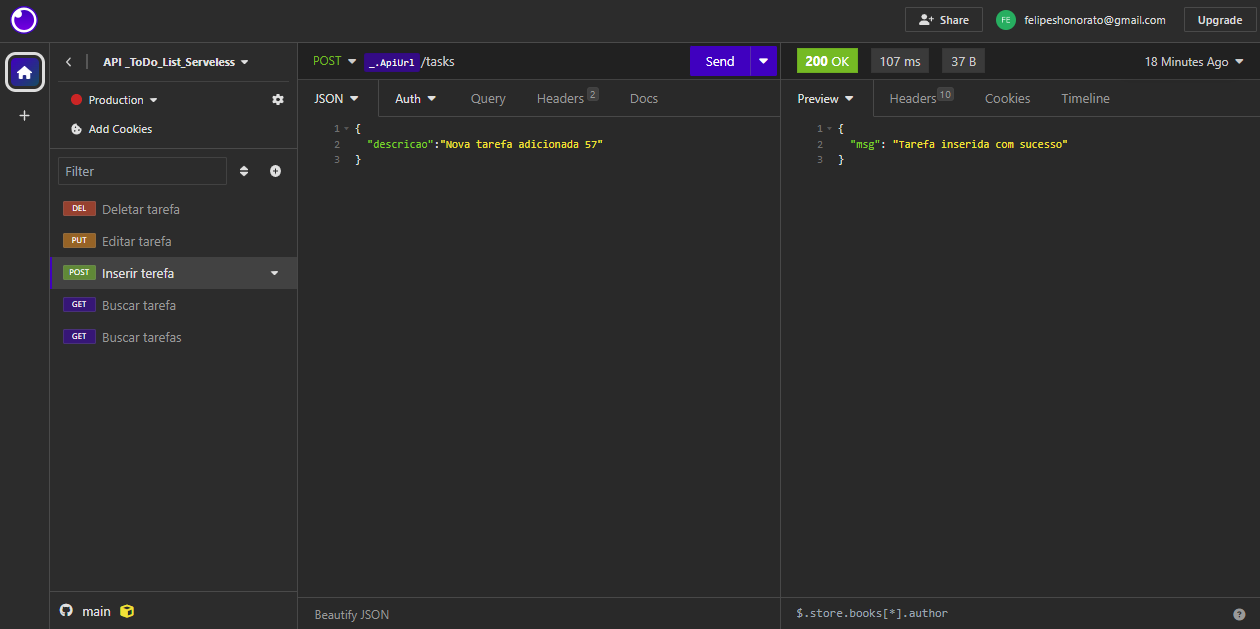 Share
FE
felipeshonorato@gmail.com
Upgrade
API _ToDo_List_Serveless
Production
Add Cookies
Filter
DEL Deletar tarefa
PUT Editar tarefa
POST Inserir terefa
GET Buscar tarefa
GET Buscar tarefas
main
POST _.ApiUrl /tasks
Send
JSON Auth Query Headers 2 Docs
1 {
2 "descricao":"Nova tarefa adicionada 57"
3 }
Beautify JSON
200 OK 107 ms 37 B 18 Minutes Ago
Preview Headers 10 Cookies Timeline
1 {
2 "msg": "Tarefa inserida com sucesso"
3 }
$.store.books[*].author
?